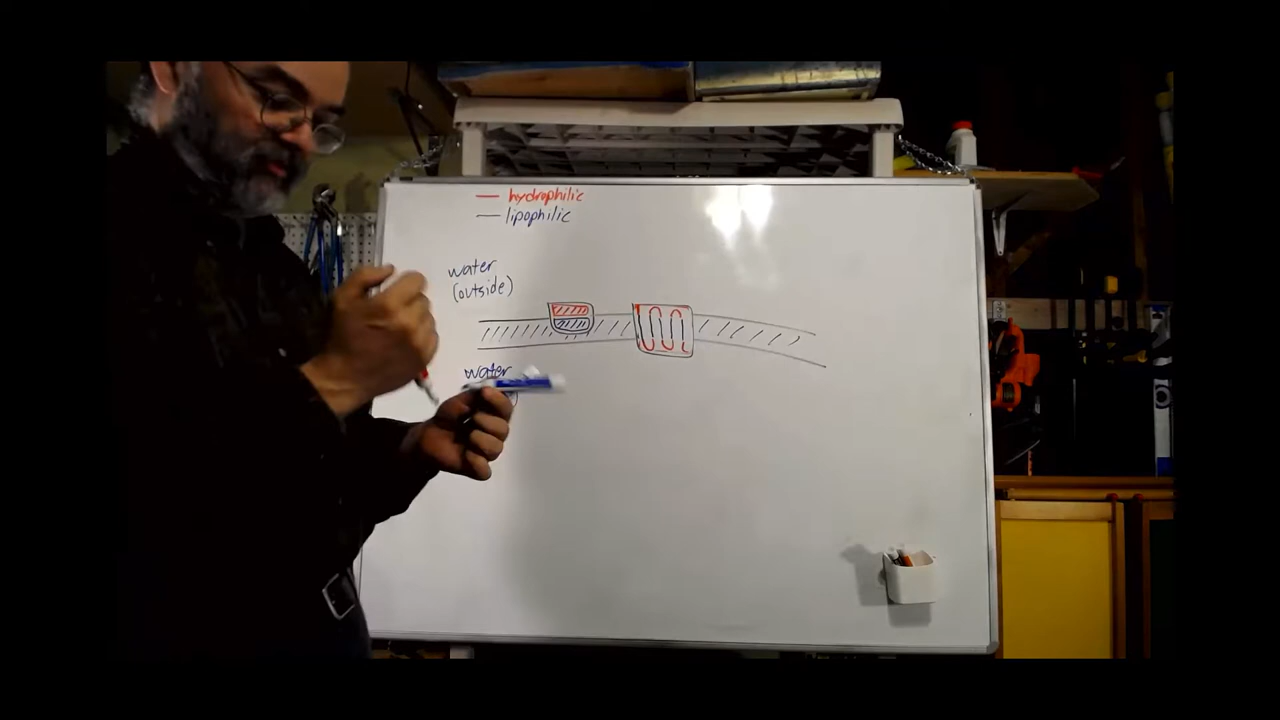 hydrophilic
lipophilic
water
(outside)
water